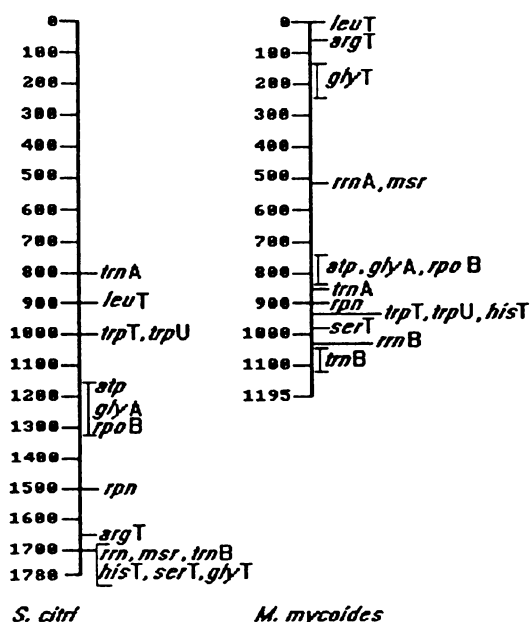 0
100
200
300
400
500
600
700
800 trnA
900 leuT
1000 trpT, trpU
1100
1200 atp
glyA
1300 rpoB
1400
1500 rpn
1600
argT
1700 rrn, msr, trnB
1780 hisT, serT, glyT
S. citri
0 leuT
argT
100
200 glyT
300
400
500 rrnA, msr
600
700
800 atp. glyA, rpoB
trnA
900 rpn
trpT, trpU, hisT
1000 serT
rrnB
1100 trnB
1195
M. mycoides